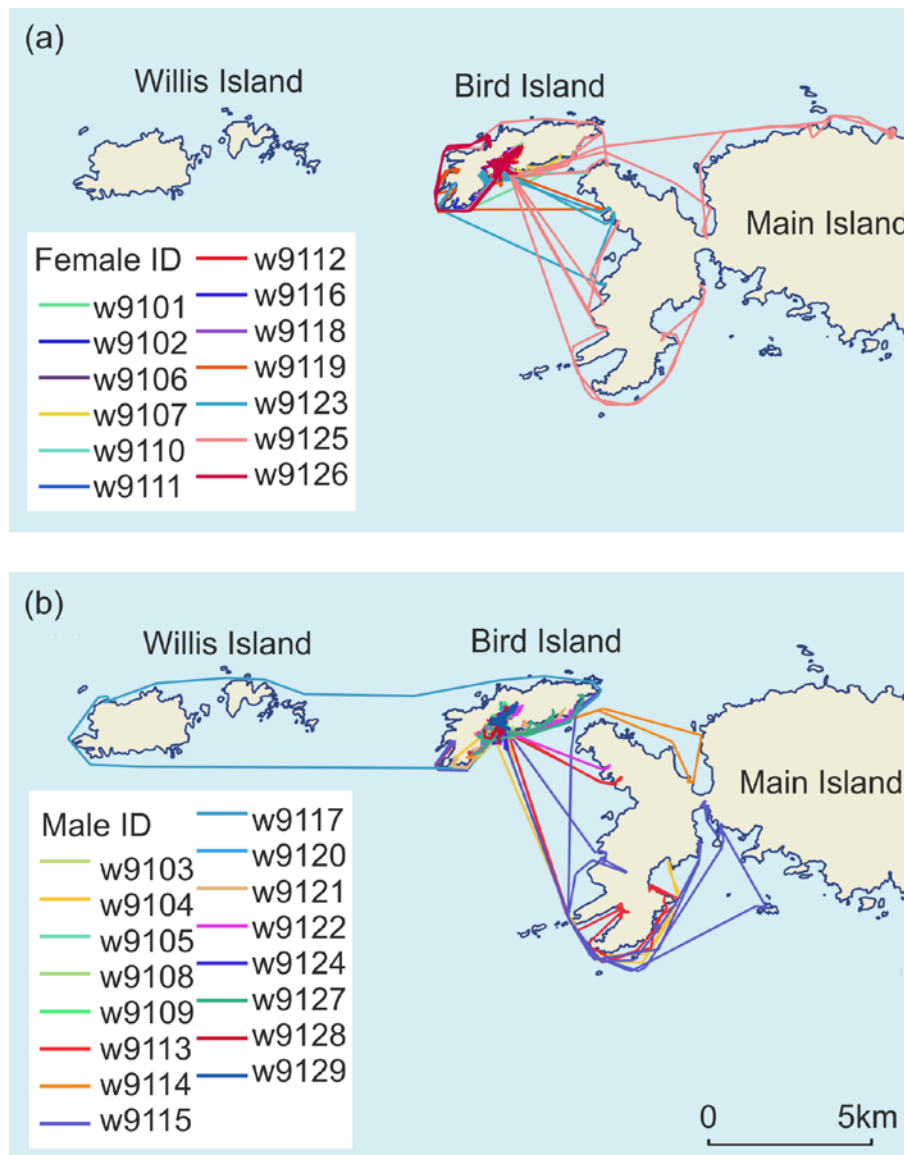 (a)
Willis Island
Bird Island
Main Island
Female ID
w9101
w9102
w9106
w9107
w9110
w9111
w9112
w9116
w9118
w9119
w9123
w9125
w9126
(b)
Willis Island
Bird Island
Main Island
Male ID
w9103
w9104
w9105
w9108
w9109
w9113
w9114
w9115
w9117
w9120
w9121
w9122
w9124
w9127
w9128
w9129
0 5km